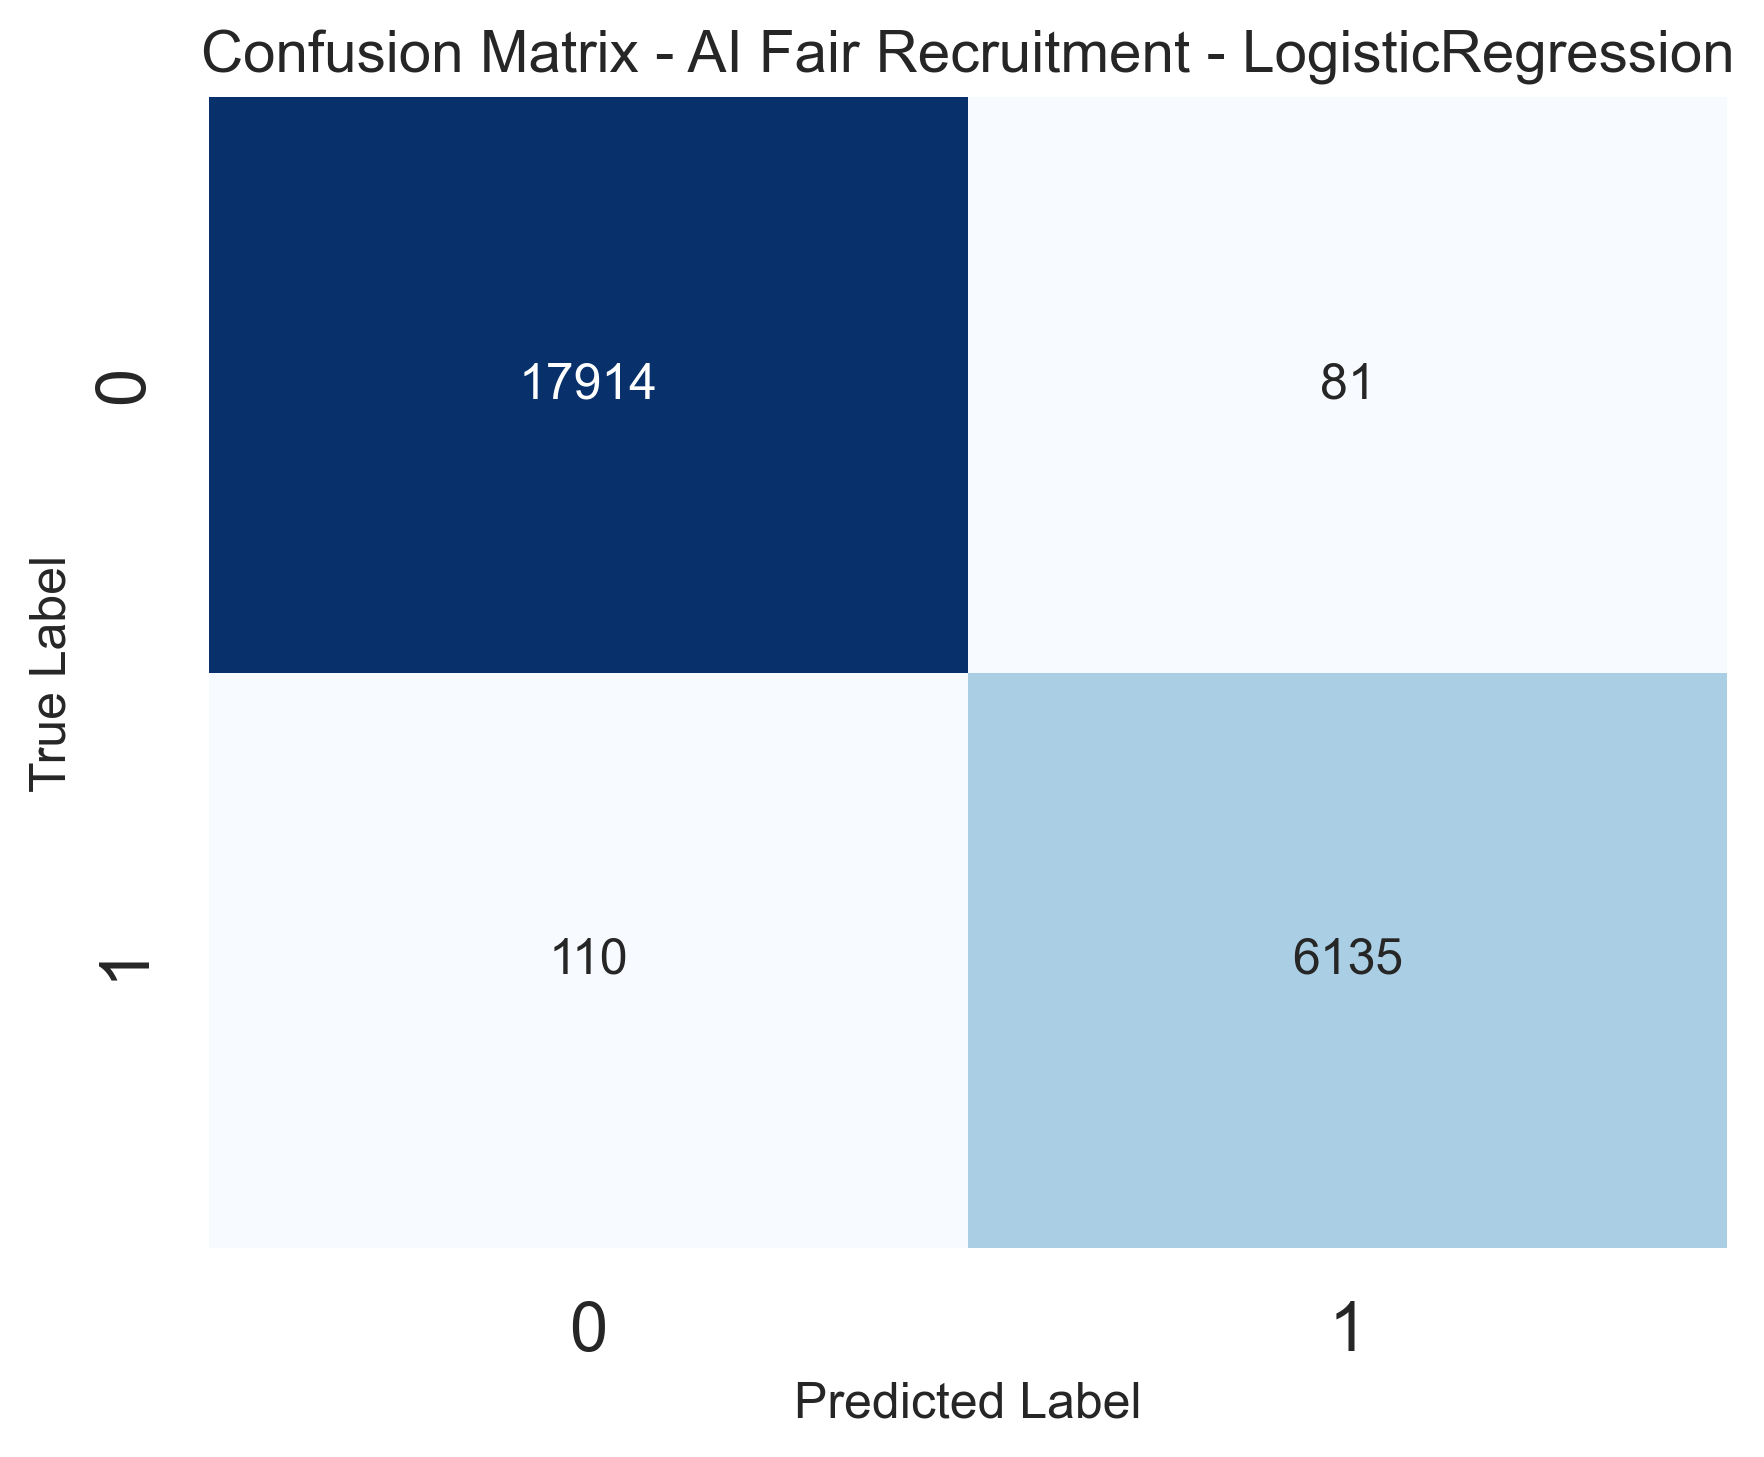 Confusion Matrix - AI Fair Recruitment - LogisticRegression
True Label
0
17914
81
1
110
6135
0
1
Predicted Label